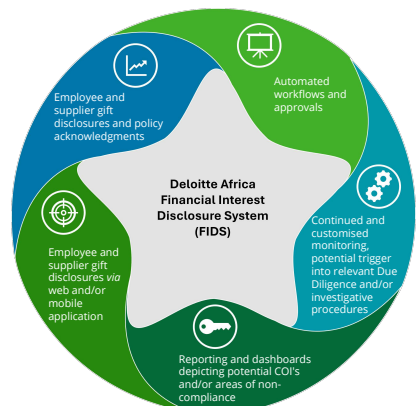 Employee and
supplier gift
disclosures and policy
acknowledgments
Automated
workflows and
approvals
Deloitte Africa
Financial Interest
Disclosure System
(FIDS)
Continued and
customised
monitoring,
potential trigger
into relevant Due
Diligence and/or
investigative
procedures
Employee and
supplier gift
disclosures via
web and/or
mobile
application
Reporting and dashboards
depicting potential COI's
and/or areas of non-
compliance